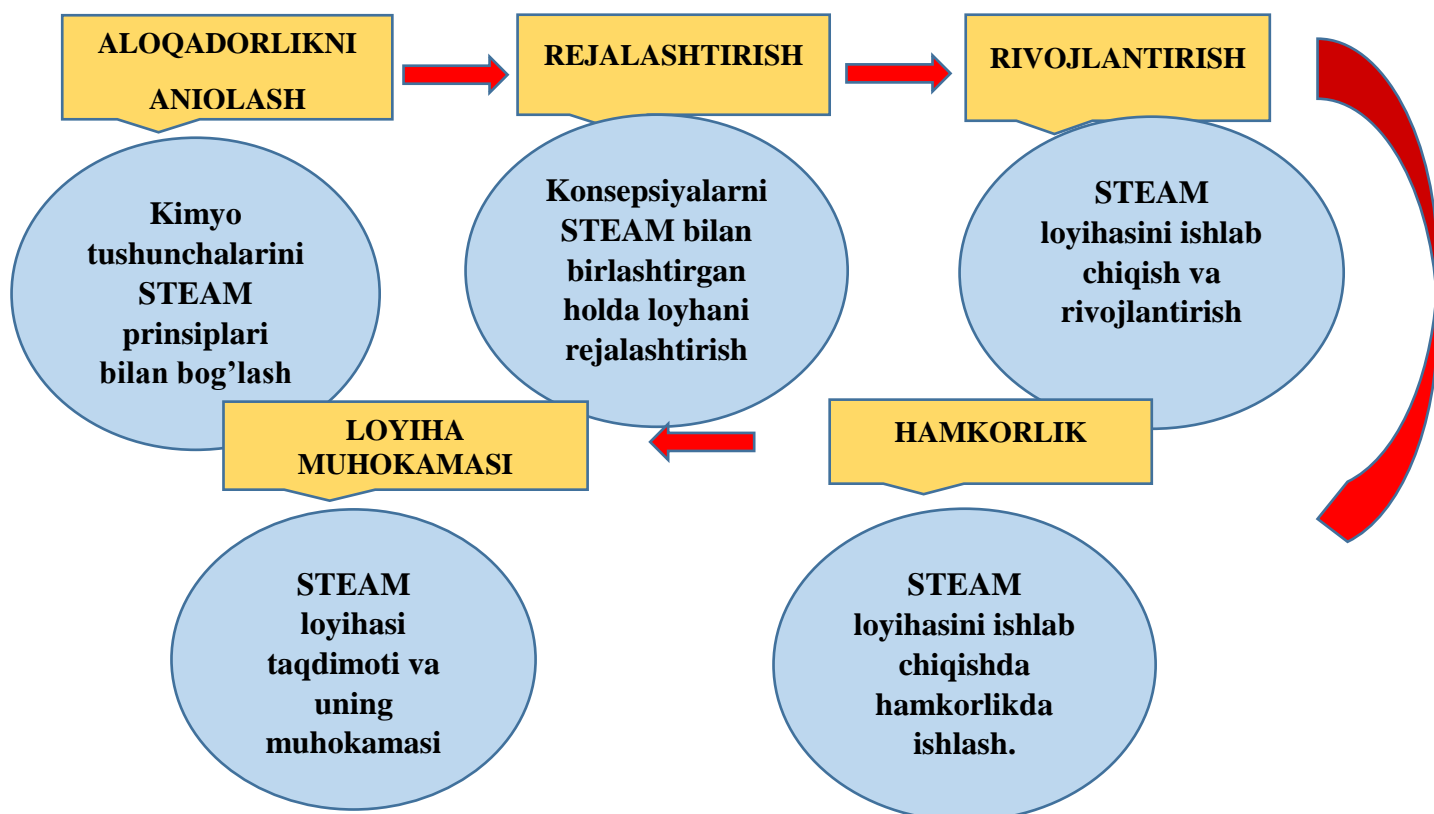 ALOQADORLIKNI
ANIOLASH
Kimyo
tushunchalarini
STEAM
prinsiplari
bilan bog’lash
REJALASHTIRISH
Konsepsiyalarni
STEAM bilan
birlashtirgan
holda loyhani
rejalashtirish
RIVOJLANTIRISH
STEAM
loyihasini ishlab
chiqish va
rivojlantirish
HAMKORLIK
STEAM
loyihasini ishlab
chiqishda
hamkorlikda
ishlash.
LOYIHA
MUHOKAMASI
STEAM
loyihasi
taqdimoti va
uning
muhokamasi